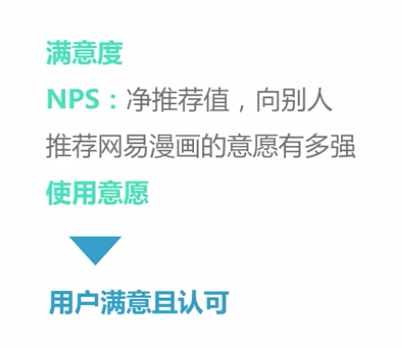 满意度
NPS：净推荐值，向别人
推荐网易漫画的意愿有多强
使用意愿
用户满意且认可